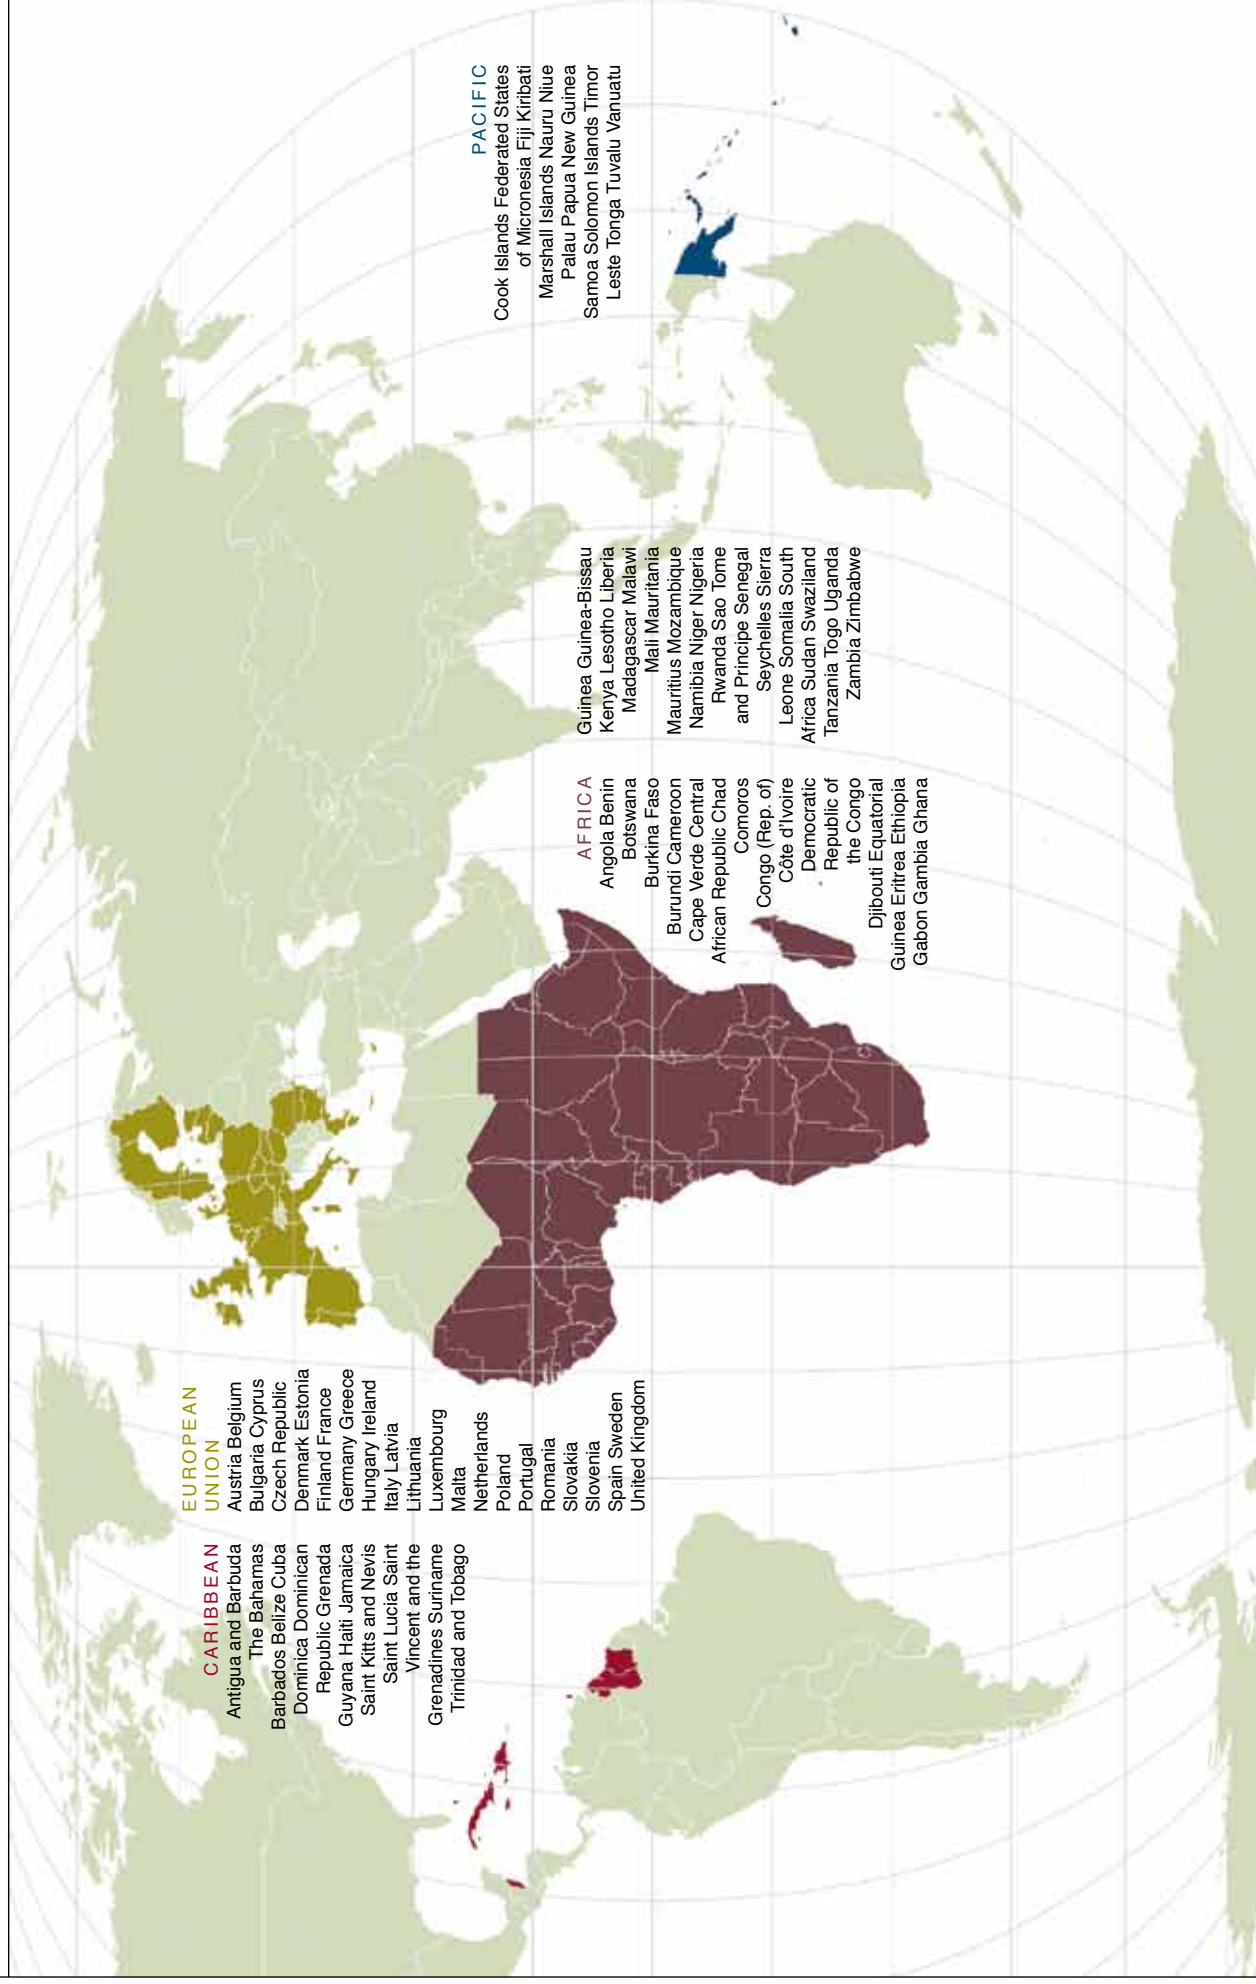 CARIBBEAN
Antigua and Barbuda
The Bahamas
Barbados Belize Cuba
Dominica Dominican
Republic Grenada
Guyana Haiti Jamaica
Saint Kitts and Nevis
Saint Lucia Saint
Vincent and the
Grenadines Suriname
Trinidad and Tobago
EUROPEAN
UNION
Austria Belgium
Bulgaria Cyprus
Czech Republic
Denmark Estonia
Finland France
Germany Greece
Hungary Ireland
Italy Latvia
Lithuania
Luxembourg
Malta
Netherlands
Poland
Portugal
Romania
Slovakia
Slovenia
Spain Sweden
United Kingdom
AFRICA
Angola Benin
Botswana
Burkina Faso
Burundi Cameroon
Cape Verde Central
African Republic Chad
Comoros
Congo (Rep. of)
Côte d'Ivoire
Democratic
Republic of
the Congo
Djibouti Equatorial
Guinea Eritrea Ethiopia
Gabon Gambia Ghana
Guinea Guinea-Bissau
Kenya Lesotho Liberia
Madagascar Malawi
Mali Mauritania
Mauritius Mozambique
Namibia Niger Nigeria
Rwanda Sao Tome
and Principe Senegal
Seychelles Sierra
Leone Somalia South
Africa Sudan Swaziland
Tanzania Togo Uganda
Zambia Zimbabwe
PACIFIC
Cook Islands Federated States
of Micronesia Fiji Kiribati
Marshall Islands Nauru Niue
Palau Papua New Guinea
Samoa Solomon Islands Timor
Leste Tonga Tuvalu Vanuatu